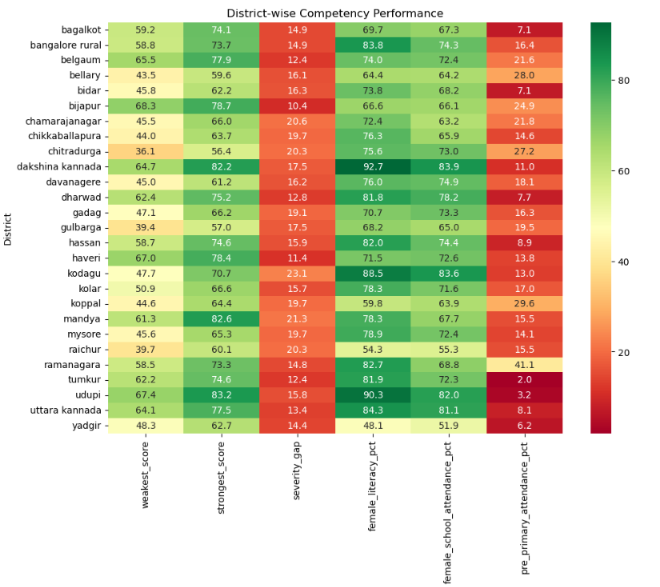 District-wise Competency Performance
bagalkot 59.2 74.1 14.9 69.7 67.3 7.1
bangalore rural 58.8 73.7 14.9 83.8 74.3 16.4
belgaum 65.5 77.9 12.4 74.0 72.4 21.6
bellary 43.5 59.6 16.1 64.4 64.2 28.0
bidar 45.8 62.2 16.3 73.8 68.2 7.1
bijapur 68.3 78.7 10.4 66.6 66.1 24.9
chamarajanagar 45.5 66.0 20.6 72.4 63.2 21.8
chikkaballapura 44.0 63.7 19.7 76.3 65.9 14.6
chitradurga 36.1 56.4 20.3 75.6 73.0 27.2
dakshina kannada 64.7 82.2 17.5 92.7 83.9 11.0
davanagere 45.0 61.2 16.2 76.0 74.9 18.1
dharwad 62.4 75.2 12.8 81.8 78.2 7.7
gadag 47.1 66.2 19.1 70.7 73.3 16.3
gulbarga 39.4 57.0 17.5 68.2 65.0 19.5
hassan 58.7 74.6 15.9 82.0 74.4 8.9
haveri 67.0 78.4 11.4 71.5 72.6 13.8
kodagu 47.7 70.7 23.1 88.5 83.6 13.0
kolar 50.9 66.6 15.7 78.3 71.6 17.0
koppal 44.6 64.4 19.7 59.8 63.9 29.6
mandya 61.3 82.6 21.3 78.3 67.7 15.5
mysore 45.6 65.3 19.7 78.9 72.4 14.1
raichur 39.7 60.1 20.3 54.3 55.3 15.5
ramanagara 58.5 73.3 14.8 82.7 68.8 41.1
tumkur 62.2 74.6 12.4 81.9 72.3 2.0
udupi 67.4 83.2 15.8 90.3 82.0 3.2
uttara kannada 64.1 77.5 13.4 84.3 81.1 8.1
yadgir 48.3 62.7 14.4 48.1 51.9 6.2
District
weakest_score
strongest_score
severity_gap
female_literacy_pct
female_school_attendance_pct
pre_primary_attendance_pct
80
60
40
20